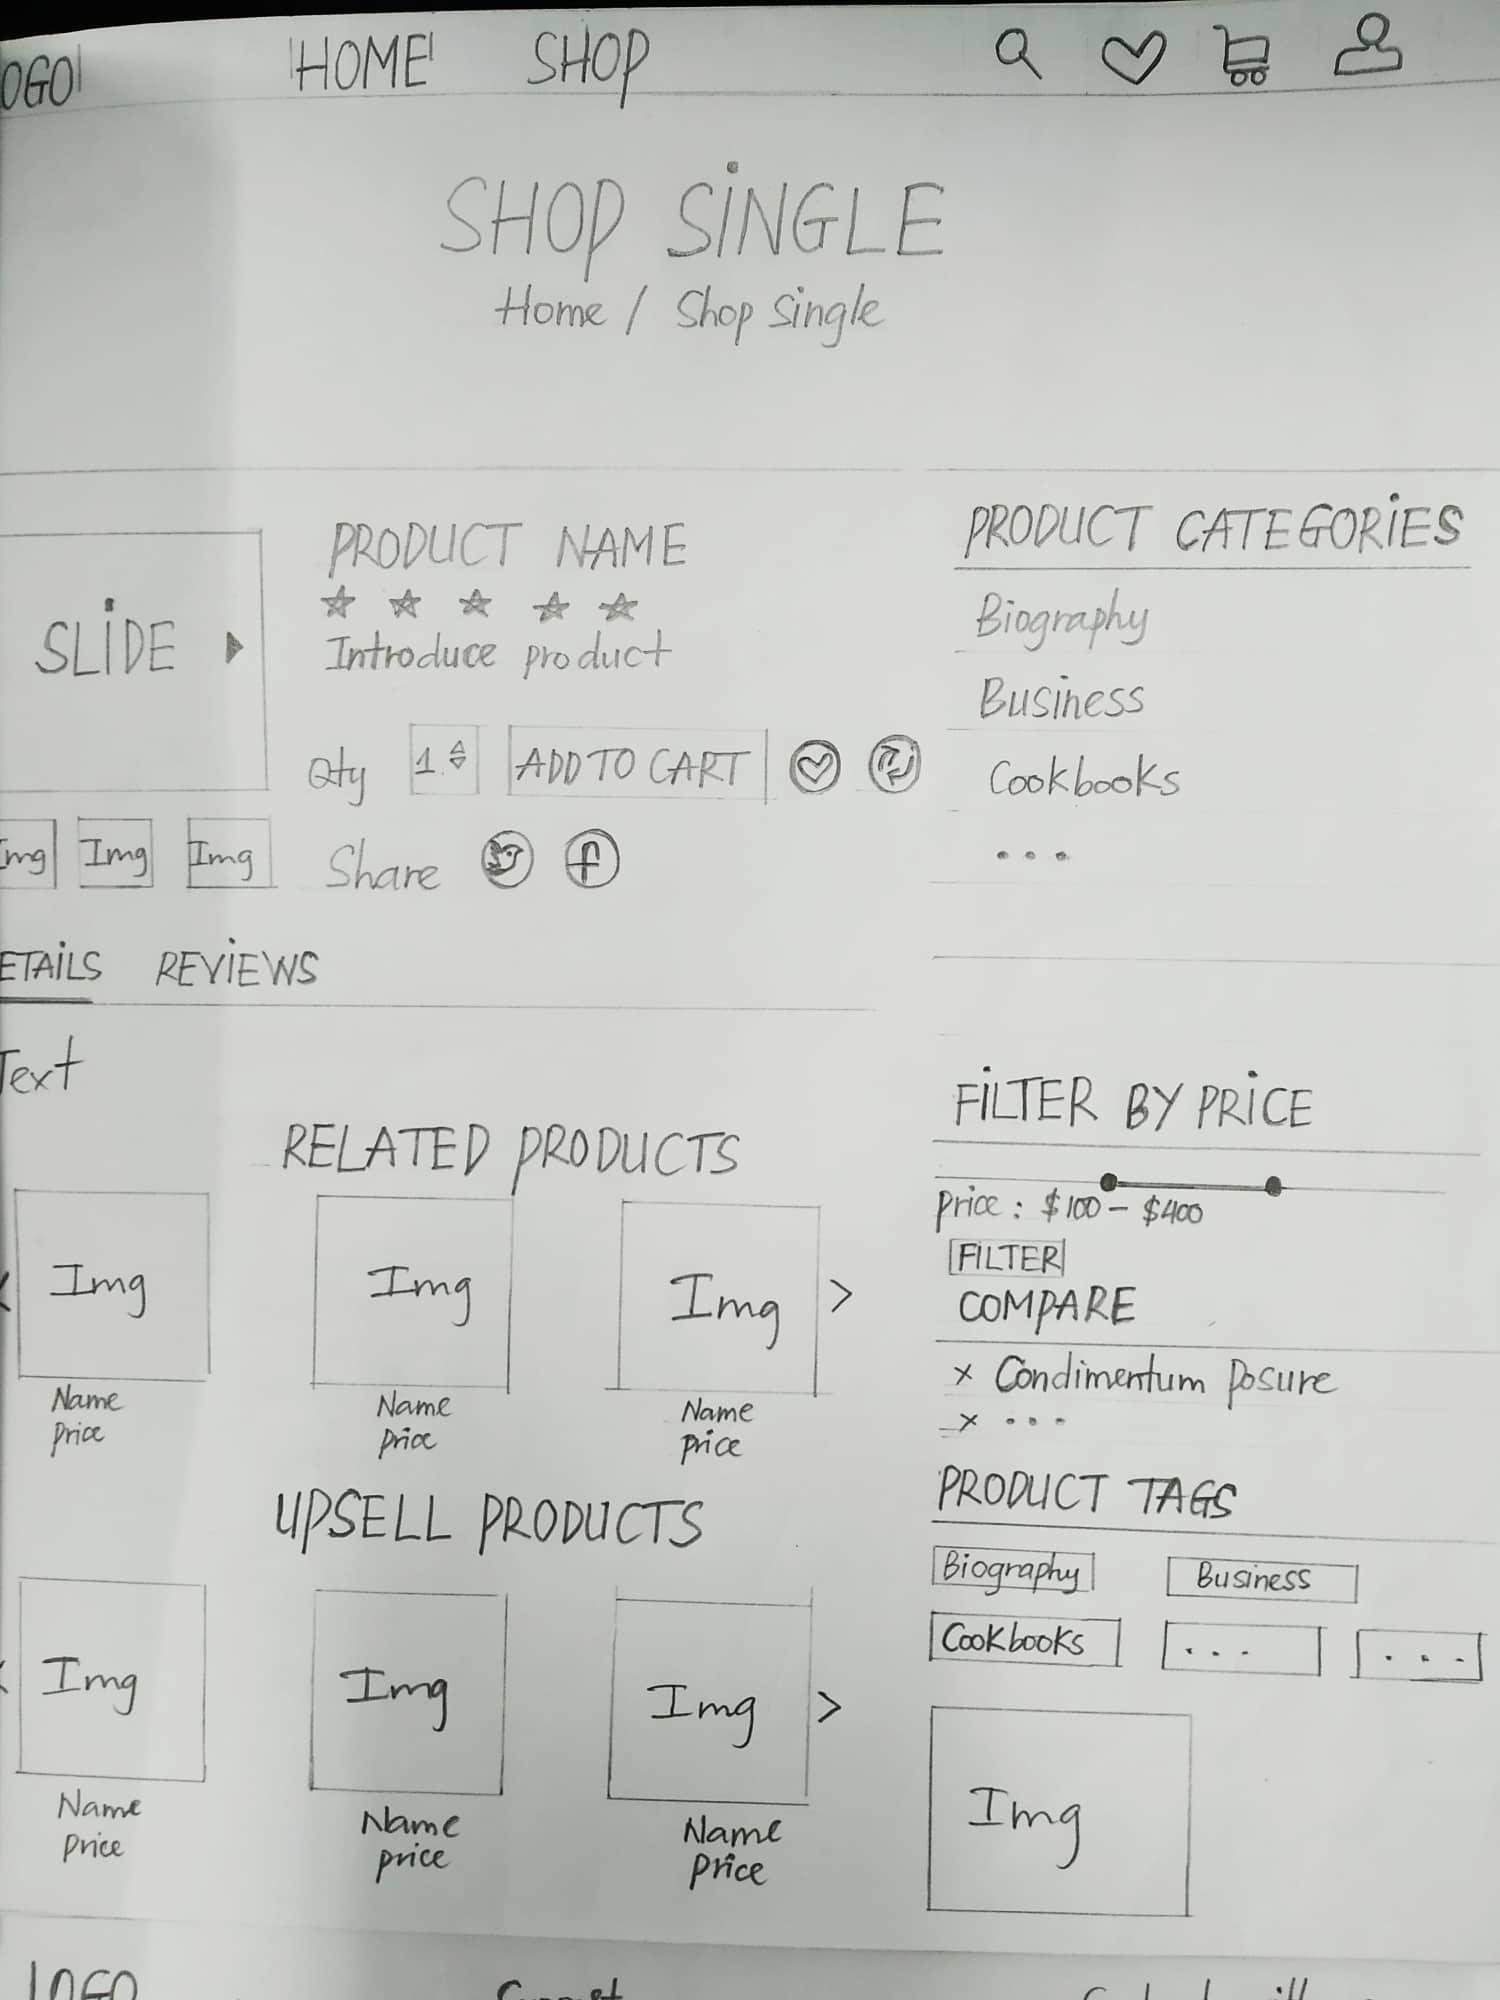 OGO HOME SHOP
SHOP SINGLE
Home / Shop Single
SLIDE
Img Img
PRODUCT NAME
Introduce product
Qty 1 ADD TO CART
Share
PRODUCT CATEGORIES
Biography
Business
Cookbooks
...
ETAILS REVIEWS
Text
RELATED PRODUCTS
Img Img Img >
Name Name Name
Price Price Price
UPSELL PRODUCTS
Img Img Img >
Name Name Name
Price price Price
FILTER BY PRICE
Price : $100 - $400
FILTER
COMPARE
x Condimentum Posure
x ...
PRODUCT TAGS
Biography Business
Cookbooks ... ...
Img
LOGO